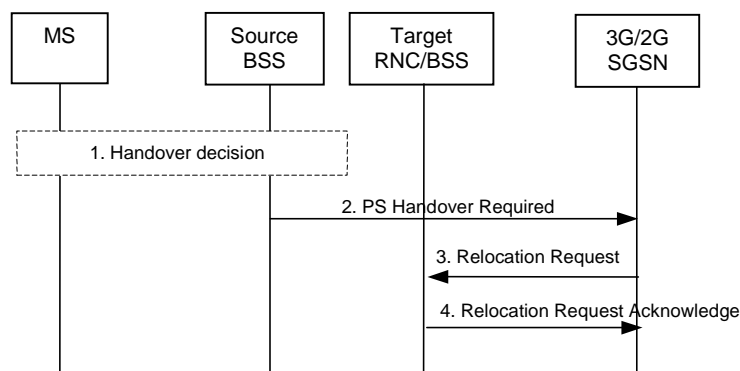 MS
Source
BSS
Target
RNC/BSS
3G/2G
SGSN
1. Handover decision
2. PS Handover Required
3. Relocation Request
4. Relocation Request Acknowledge